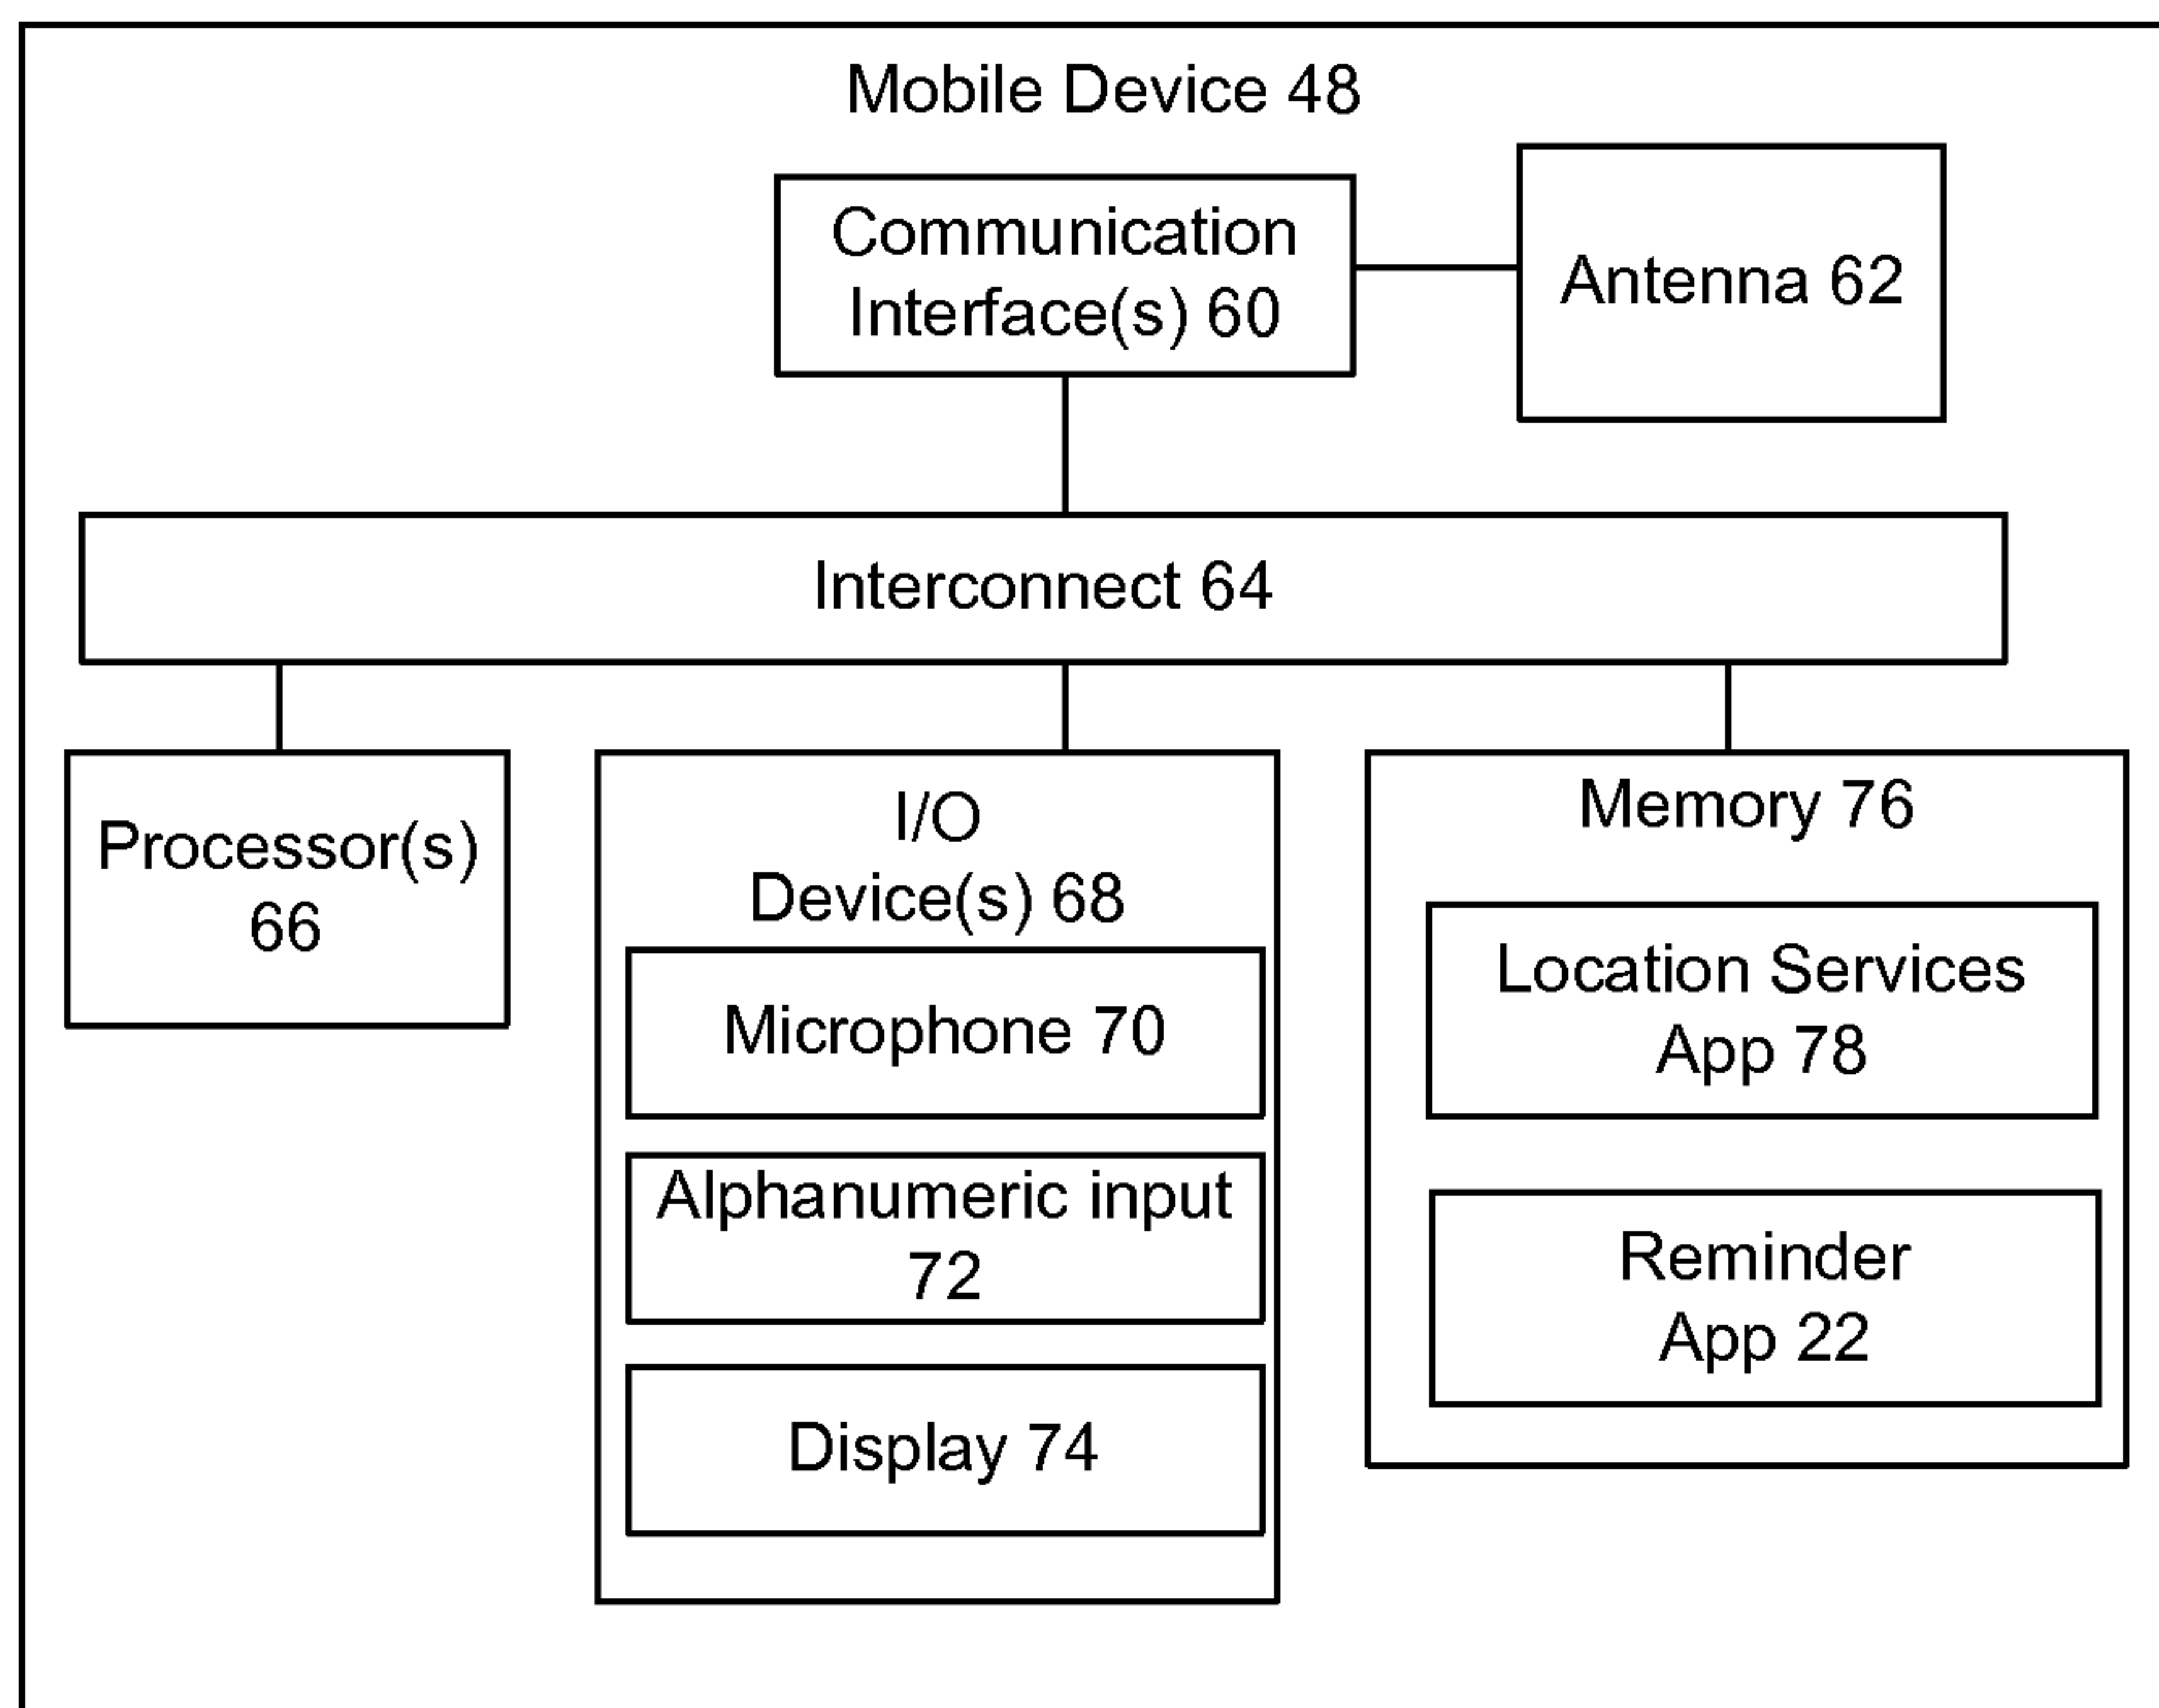 Mobile Device 48
Communication
Interface(s) 60
Antenna 62
Interconnect 64
Processor(s)
66
I/O
Device(s) 68
Microphone 70
Alphanumeric input
72
Display 74
Memory 76
Location Services
App 78
Reminder
App 22